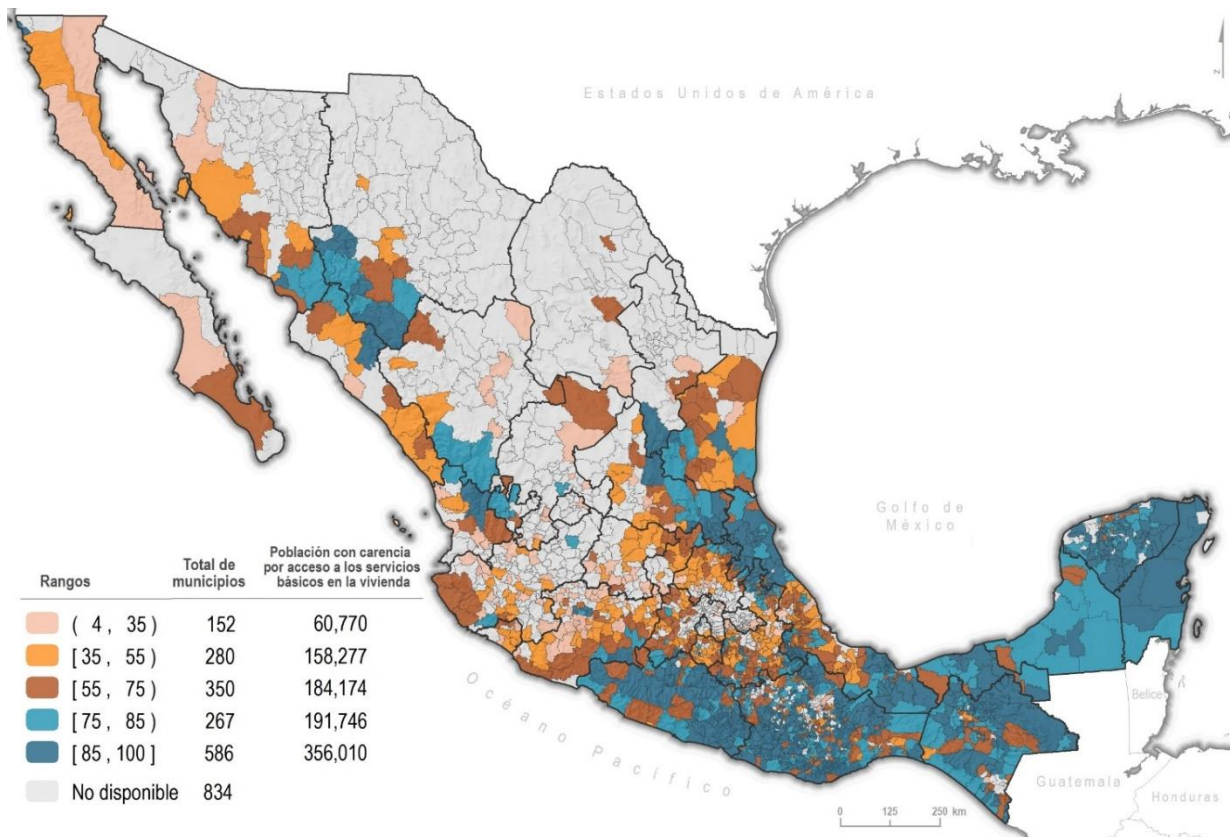 z
Estados Unidos de América
Golfo de
México
Océano Pacífico
Belice
Guatemala
Honduras
Rangos Total de municipios Población con carencia por acceso a los servicios básicos en la vivienda
( 4 , 35) 152 60,770
[35 , 55) 280 158,277
[55 , 75) 350 184,174
[75 , 85) 267 191,746
[85 , 100] 586 356,010
No disponible 834
0 125 250 km